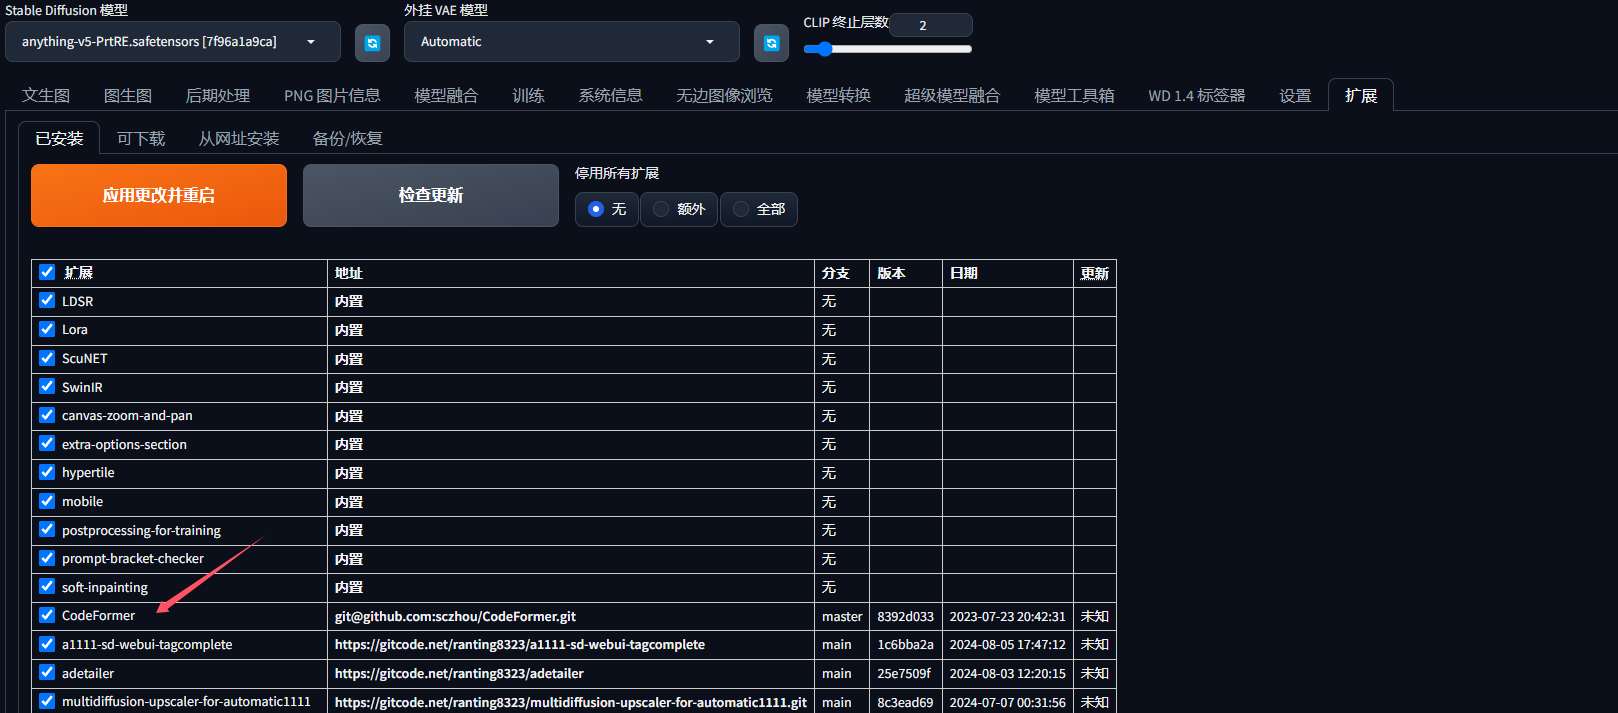 Stable Diffusion 模型
外挂 VAE 模型
CLIP 终止层数
2
anything-v5-PrtRE.safetensors [7f96a1a9ca]
Automatic
文生图 图生图 后期处理 PNG 图片信息 模型融合 训练 系统信息 无边图像浏览 模型转换 超级模型融合 模型工具箱 WD 1.4 标签器 设置 扩展
已安装 可下载 从网址安装 备份/恢复
应用更改并重启
检查更新
停用所有扩展
无 额外 全部
扩展 地址 分支 版本 日期 更新
LDSR 内置 无
Lora 内置 无
ScuNET 内置 无
SwinIR 内置 无
canvas-zoom-and-pan 内置 无
extra-options-section 内置 无
hypertile 内置 无
mobile 内置 无
postprocessing-for-training 内置 无
prompt-bracket-checker 内置 无
soft-inpainting 内置 无
CodeFormer git@github.com:sczhou/CodeFormer.git master 8392d033 2023-07-23 20:42:31 未知
a1111-sd-webui-tagcomplete https://gitcode.net/ranting8323/a1111-sd-webui-tagcomplete main 1c6bba2a 2024-08-05 17:47:12 未知
adetailer https://gitcode.net/ranting8323/adetailer main 25e7509f 2024-08-03 12:20:15 未知
multidiffusion-upscaler-for-automatic1111 https://gitcode.net/ranting8323/multidiffusion-upscaler-for-automatic1111.git main 8c3ead69 2024-07-07 00:31:56 未知